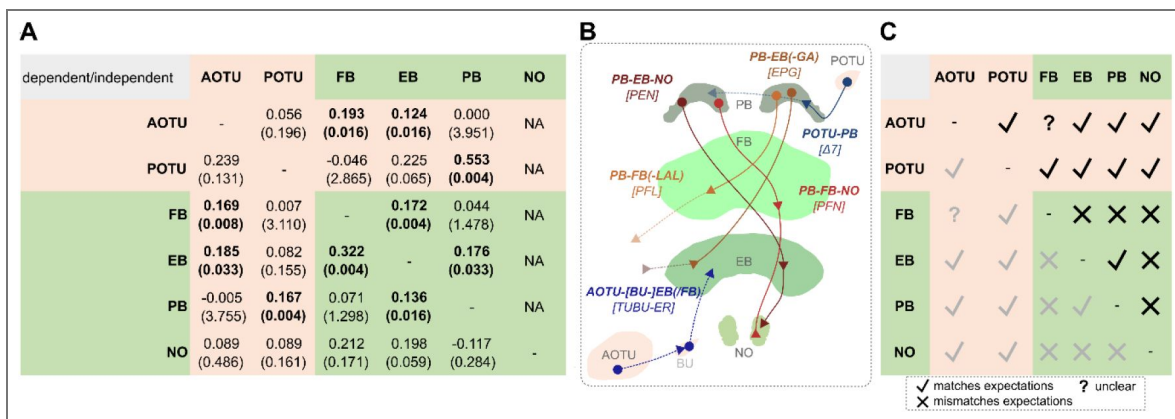 A
dependent/independent AOTU POTU FB EB PB NO
AOTU - 0.056 0.193 0.124 0.000 NA
(0.196) (0.016) (0.016) (3.951)
POTU 0.239 - -0.046 0.225 0.553 NA
(0.131) (2.865) (0.065) (0.004)
FB 0.169 0.007 - 0.172 0.044 NA
(0.008) (3.110) (0.004) (1.478)
EB 0.185 0.082 0.322 - 0.176 NA
(0.033) (0.155) (0.004) (0.033)
PB -0.005 0.167 0.071 0.136 - NA
(3.755) (0.004) (1.298) (0.016)
NO 0.089 0.089 0.212 0.198 -0.117 -
(0.486) (0.161) (0.171) (0.059) (0.284)
B
PB-EB(-GA)
[EPG]
POTU
PB-EB-NO
[PEN]
PB
POTU-PB
[Δ7]
FB
PB-FB(-LAL)
[PFL]
PB-FB-NO
[PFN]
EB
AOTU-[BU-]EB(/FB)
[TUBU-ER]
AOTU
BU
NO
C
AOTU POTU FB EB PB NO
AOTU - ✓ ? ✓ ✓ ✓
POTU ✓ - ✓ ✓ ✓ ✓
FB ? ✓ - ✕ ✕ ✕
EB ✓ ✓ ✕ - ✓ ✕
PB ✓ ✓ ✕ ✓ - ✕
NO ✓ ✓ ✕ ✕ ✕ -
✓ matches expectations ? unclear
✕ mismatches expectations